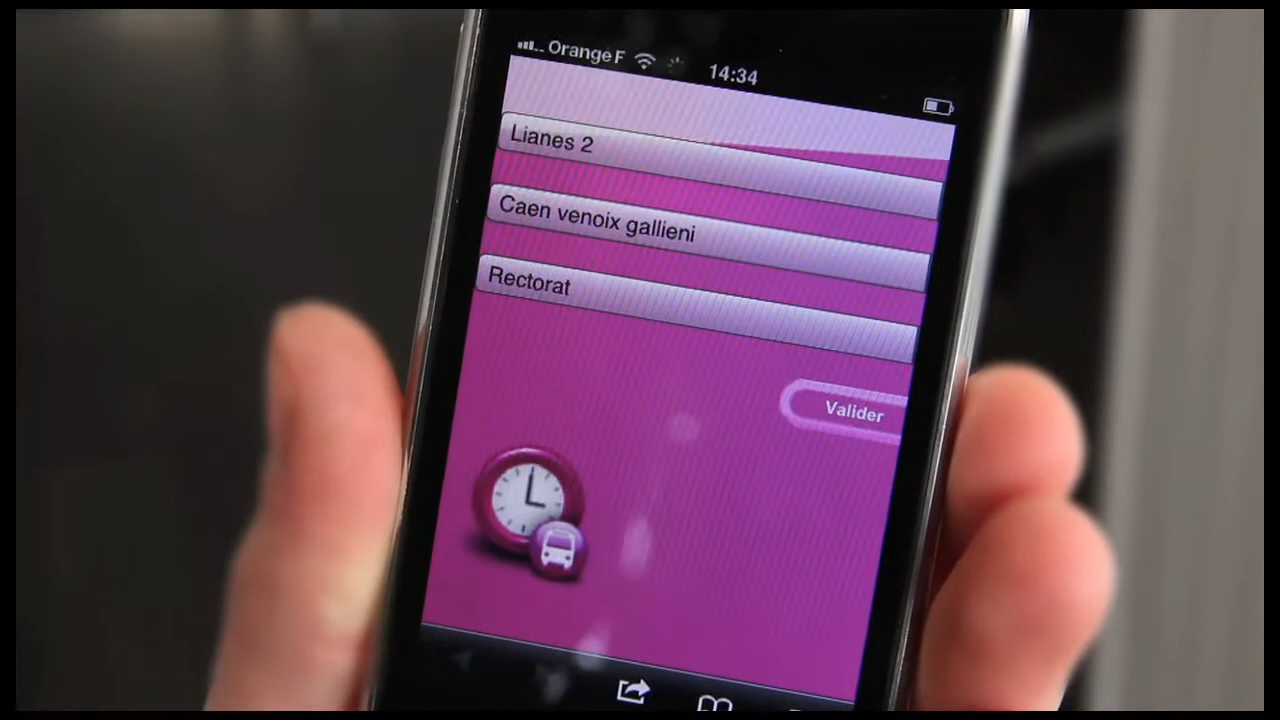 Orange F 14:34
Lianes 2
Caen venoix gallieni
Rectorat
Valider